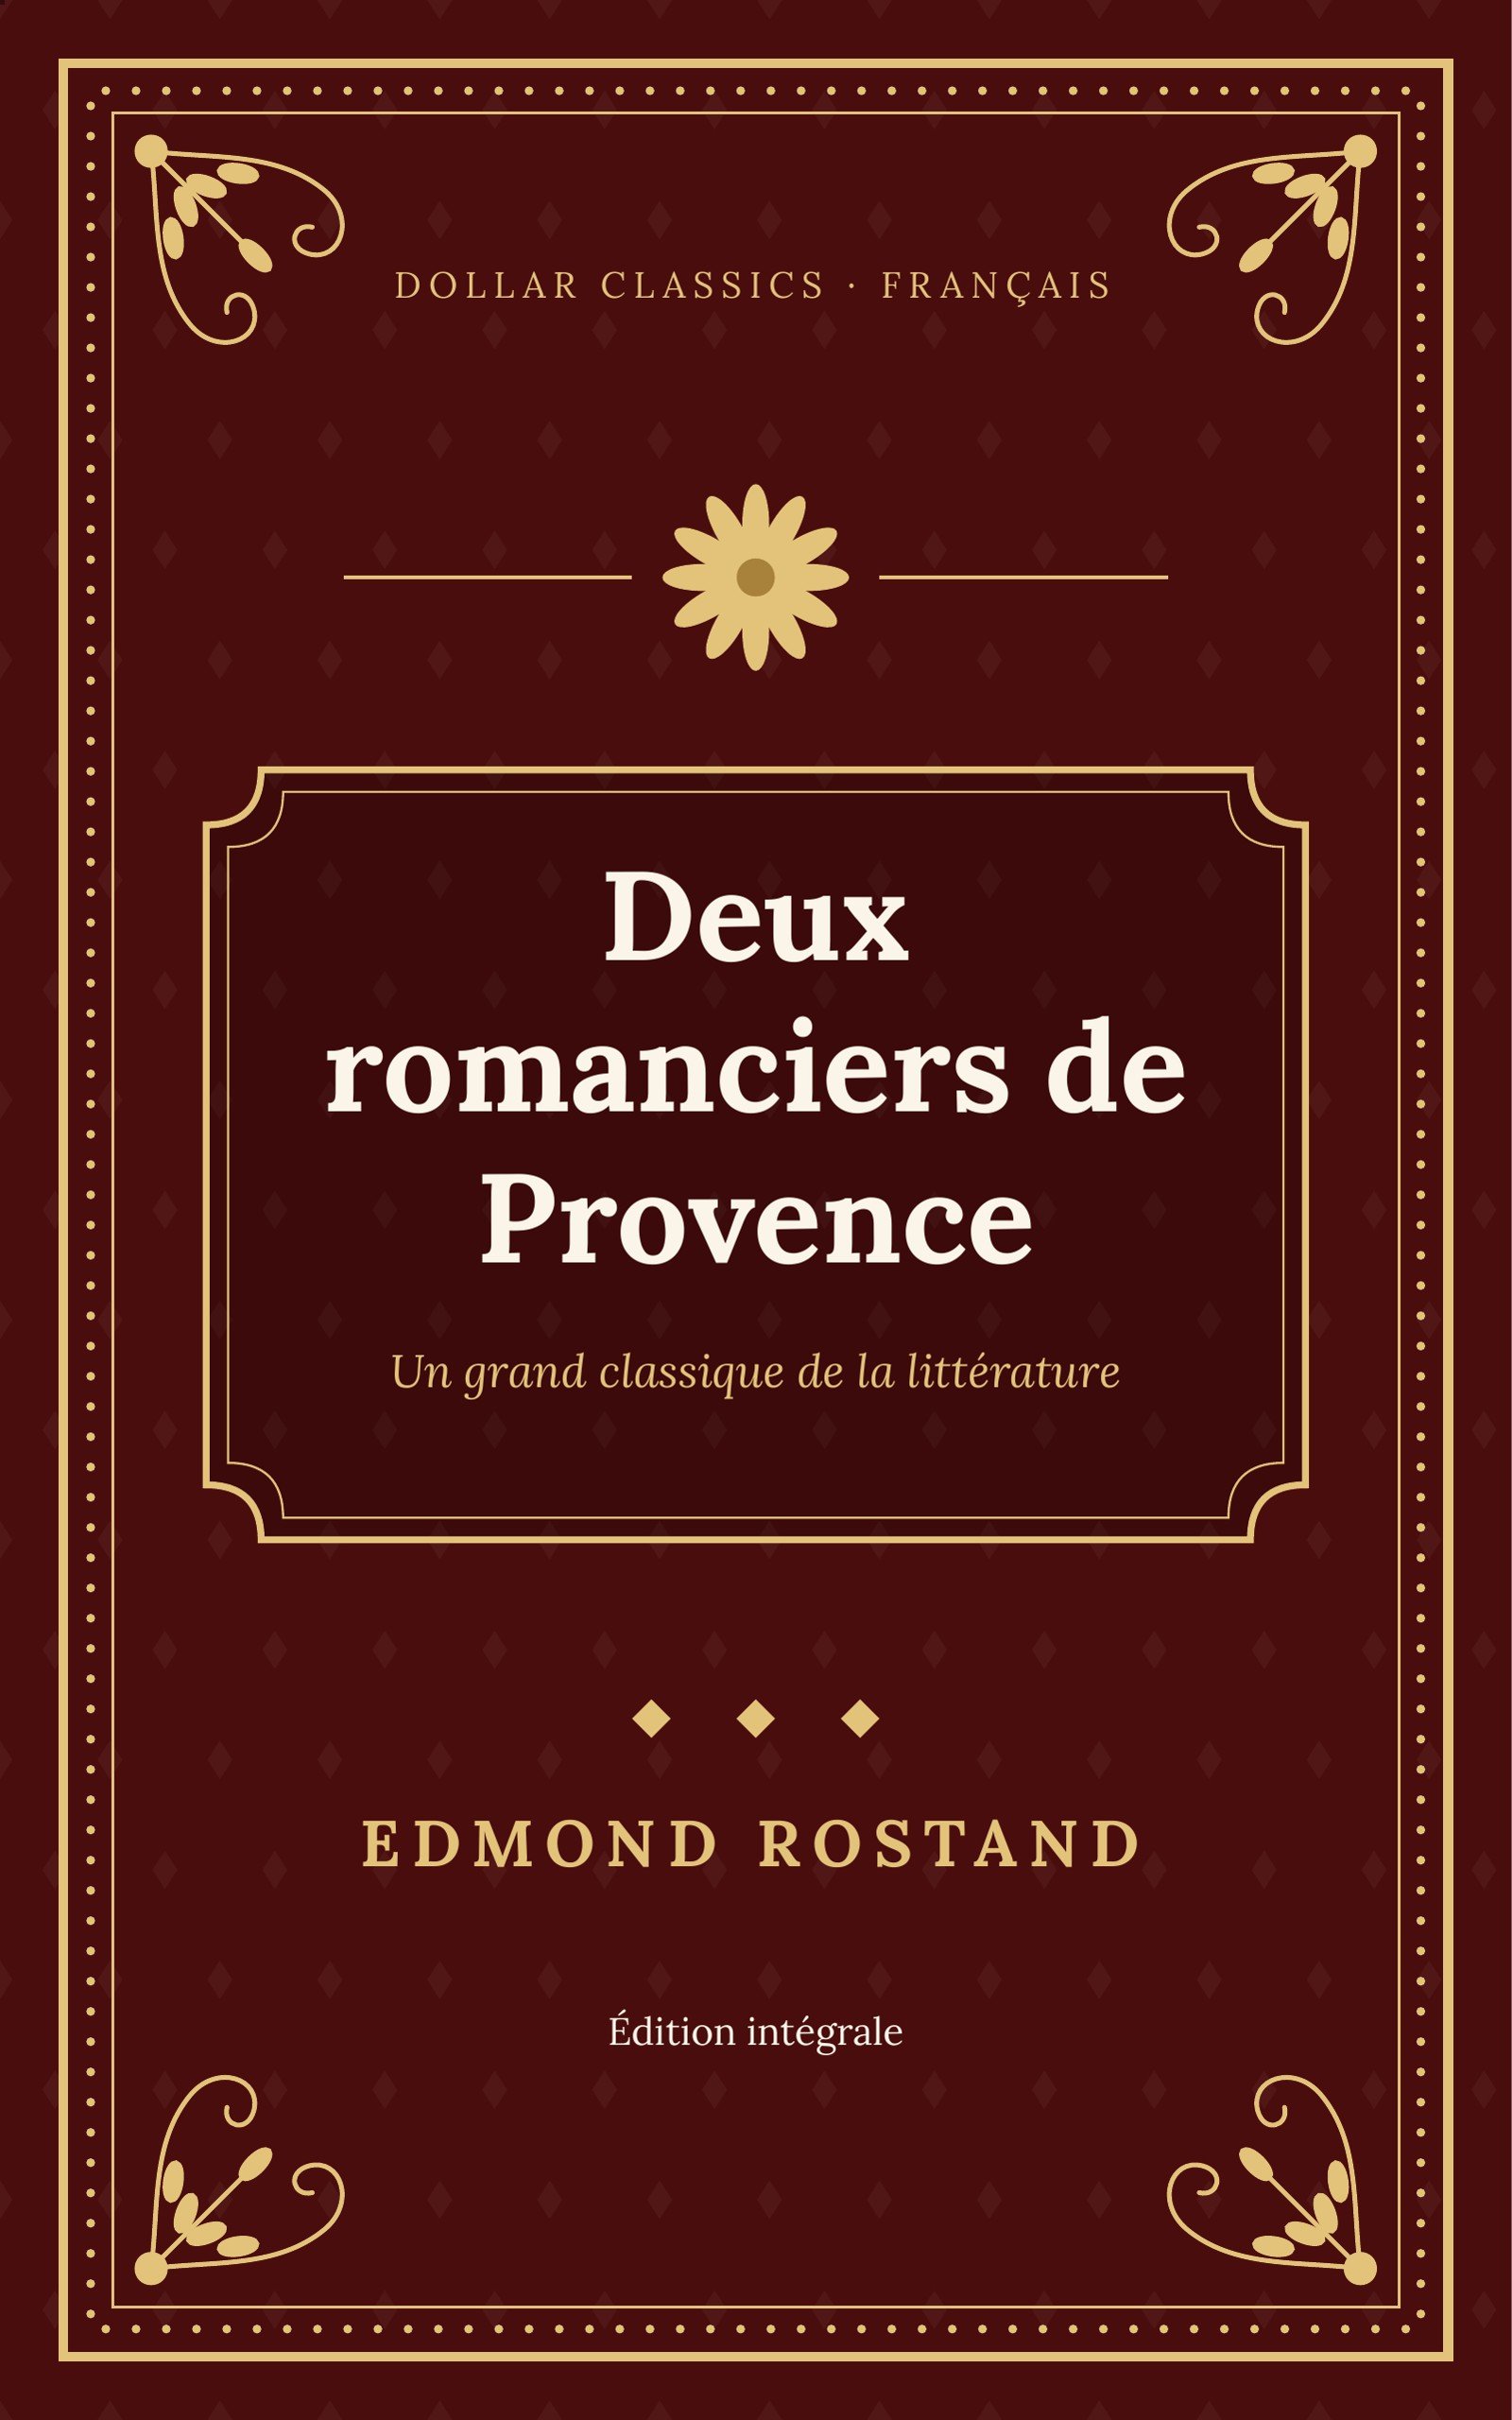 DOLLAR CLASSICS · FRANÇAIS
Deux
romanciers de
Provence
Un grand classique de la littérature
EDMOND ROSTAND
Édition intégrale